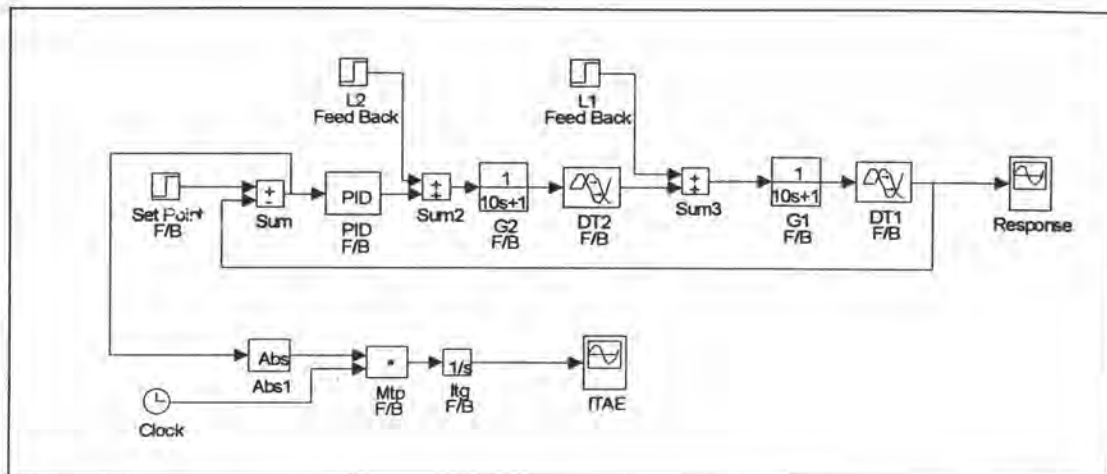 L2
Feed Back
L1
Feed Back
Set Point
F/B
+
-
Sum
PID
PID
F/B
+
+
Sum2
1
10s+1
G2
F/B
DT2
F/B
+
+
Sum3
1
10s+1
G1
F/B
DT1
F/B
Response
Abs
Abs1
Clock
*
Mtp
F/B
1/s
Itg
F/B
ITAE